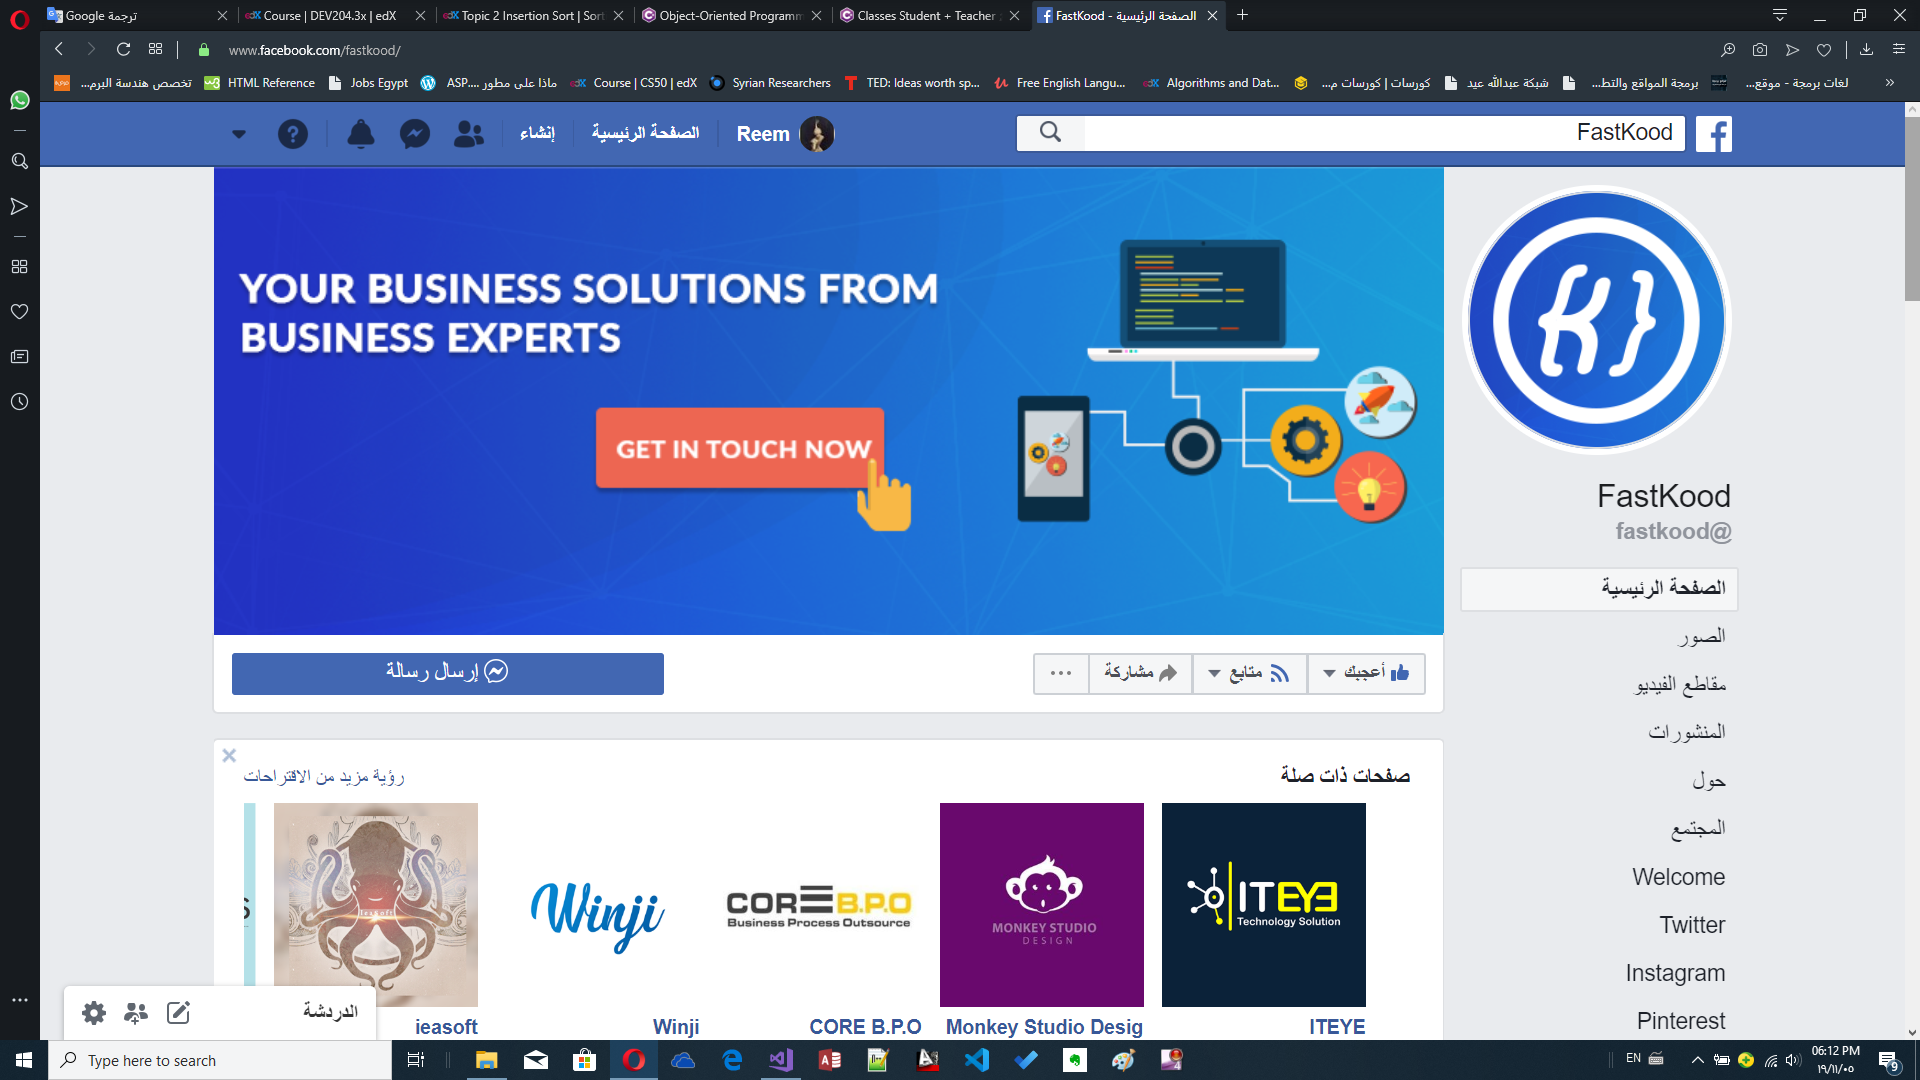 Google ترجمة
Course | DEV204.3x | edX
Topic 2 Insertion Sort | Sort
Object-Oriented Programm
Classes Student + Teacher
FastKood - الصفحة الرئيسية
www.facebook.com/fastkood/
تخصص هندسة البرم...
HTML Reference
Jobs Egypt
ماذا على مطور ASP....
Course | CS50 | edX
Syrian Researchers
TED: Ideas worth sp...
Free English Langu...
Algorithms and Dat...
كورسات | كورسات م...
شبكة عبدالله عيد
برمجة المواقع والتط...
لغات برمجة - موقع...
FastKood
Reem
الصفحة الرئيسية
إنشاء
YOUR BUSINESS SOLUTIONS FROM
BUSINESS EXPERTS
GET IN TOUCH NOW
FastKood
fastkood@
الصفحة الرئيسية
الصور
مقاطع الفيديو
المنشورات
حول
المجتمع
Welcome
Twitter
Instagram
Pinterest
أعجبك
متابع
مشاركة
إرسال رسالة
صفحات ذات صلة
رؤية مزيد من الاقتراحات
ITEYE
Technology Solution
MONKEY STUDIO
DESIGN
CORE B.P.O
Business Process Outsource
Winji
ITEYE
Monkey Studio Desig
CORE B.P.O
Winji
ieasoft
الدردشة
Type here to search
EN
06:12 PM
١٩/١١/٠٥
9